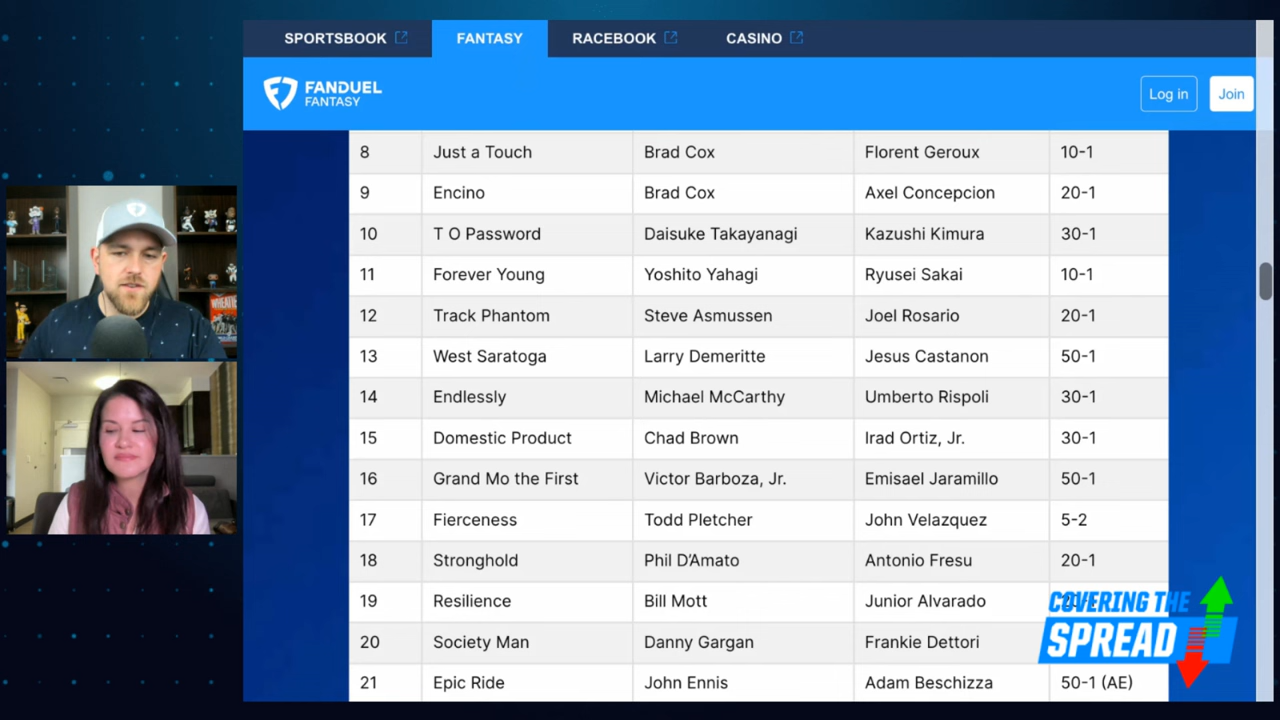 SPORTSBOOK FANTASY RACEBOOK CASINO
FANDUEL
FANTASY
Log in Join
8 Just a Touch Brad Cox Florent Geroux 10-1
9 Encino Brad Cox Axel Concepcion 20-1
10 T O Password Daisuke Takayanagi Kazushi Kimura 30-1
11 Forever Young Yoshito Yahagi Ryusei Sakai 10-1
12 Track Phantom Steve Asmussen Joel Rosario 20-1
13 West Saratoga Larry Demeritte Jesus Castanon 50-1
14 Endlessly Michael McCarthy Umberto Rispoli 30-1
15 Domestic Product Chad Brown Irad Ortiz, Jr. 30-1
16 Grand Mo the First Victor Barboza, Jr. Emisael Jaramillo 50-1
17 Fierceness Todd Pletcher John Velazquez 5-2
18 Stronghold Phil D’Amato Antonio Fresu 20-1
19 Resilience Bill Mott Junior Alvarado
20 Society Man Danny Gargan Frankie Dettori
21 Epic Ride John Ennis Adam Beschizza 50-1 (AE)
COVERING THE
SPREAD
WHEATIES